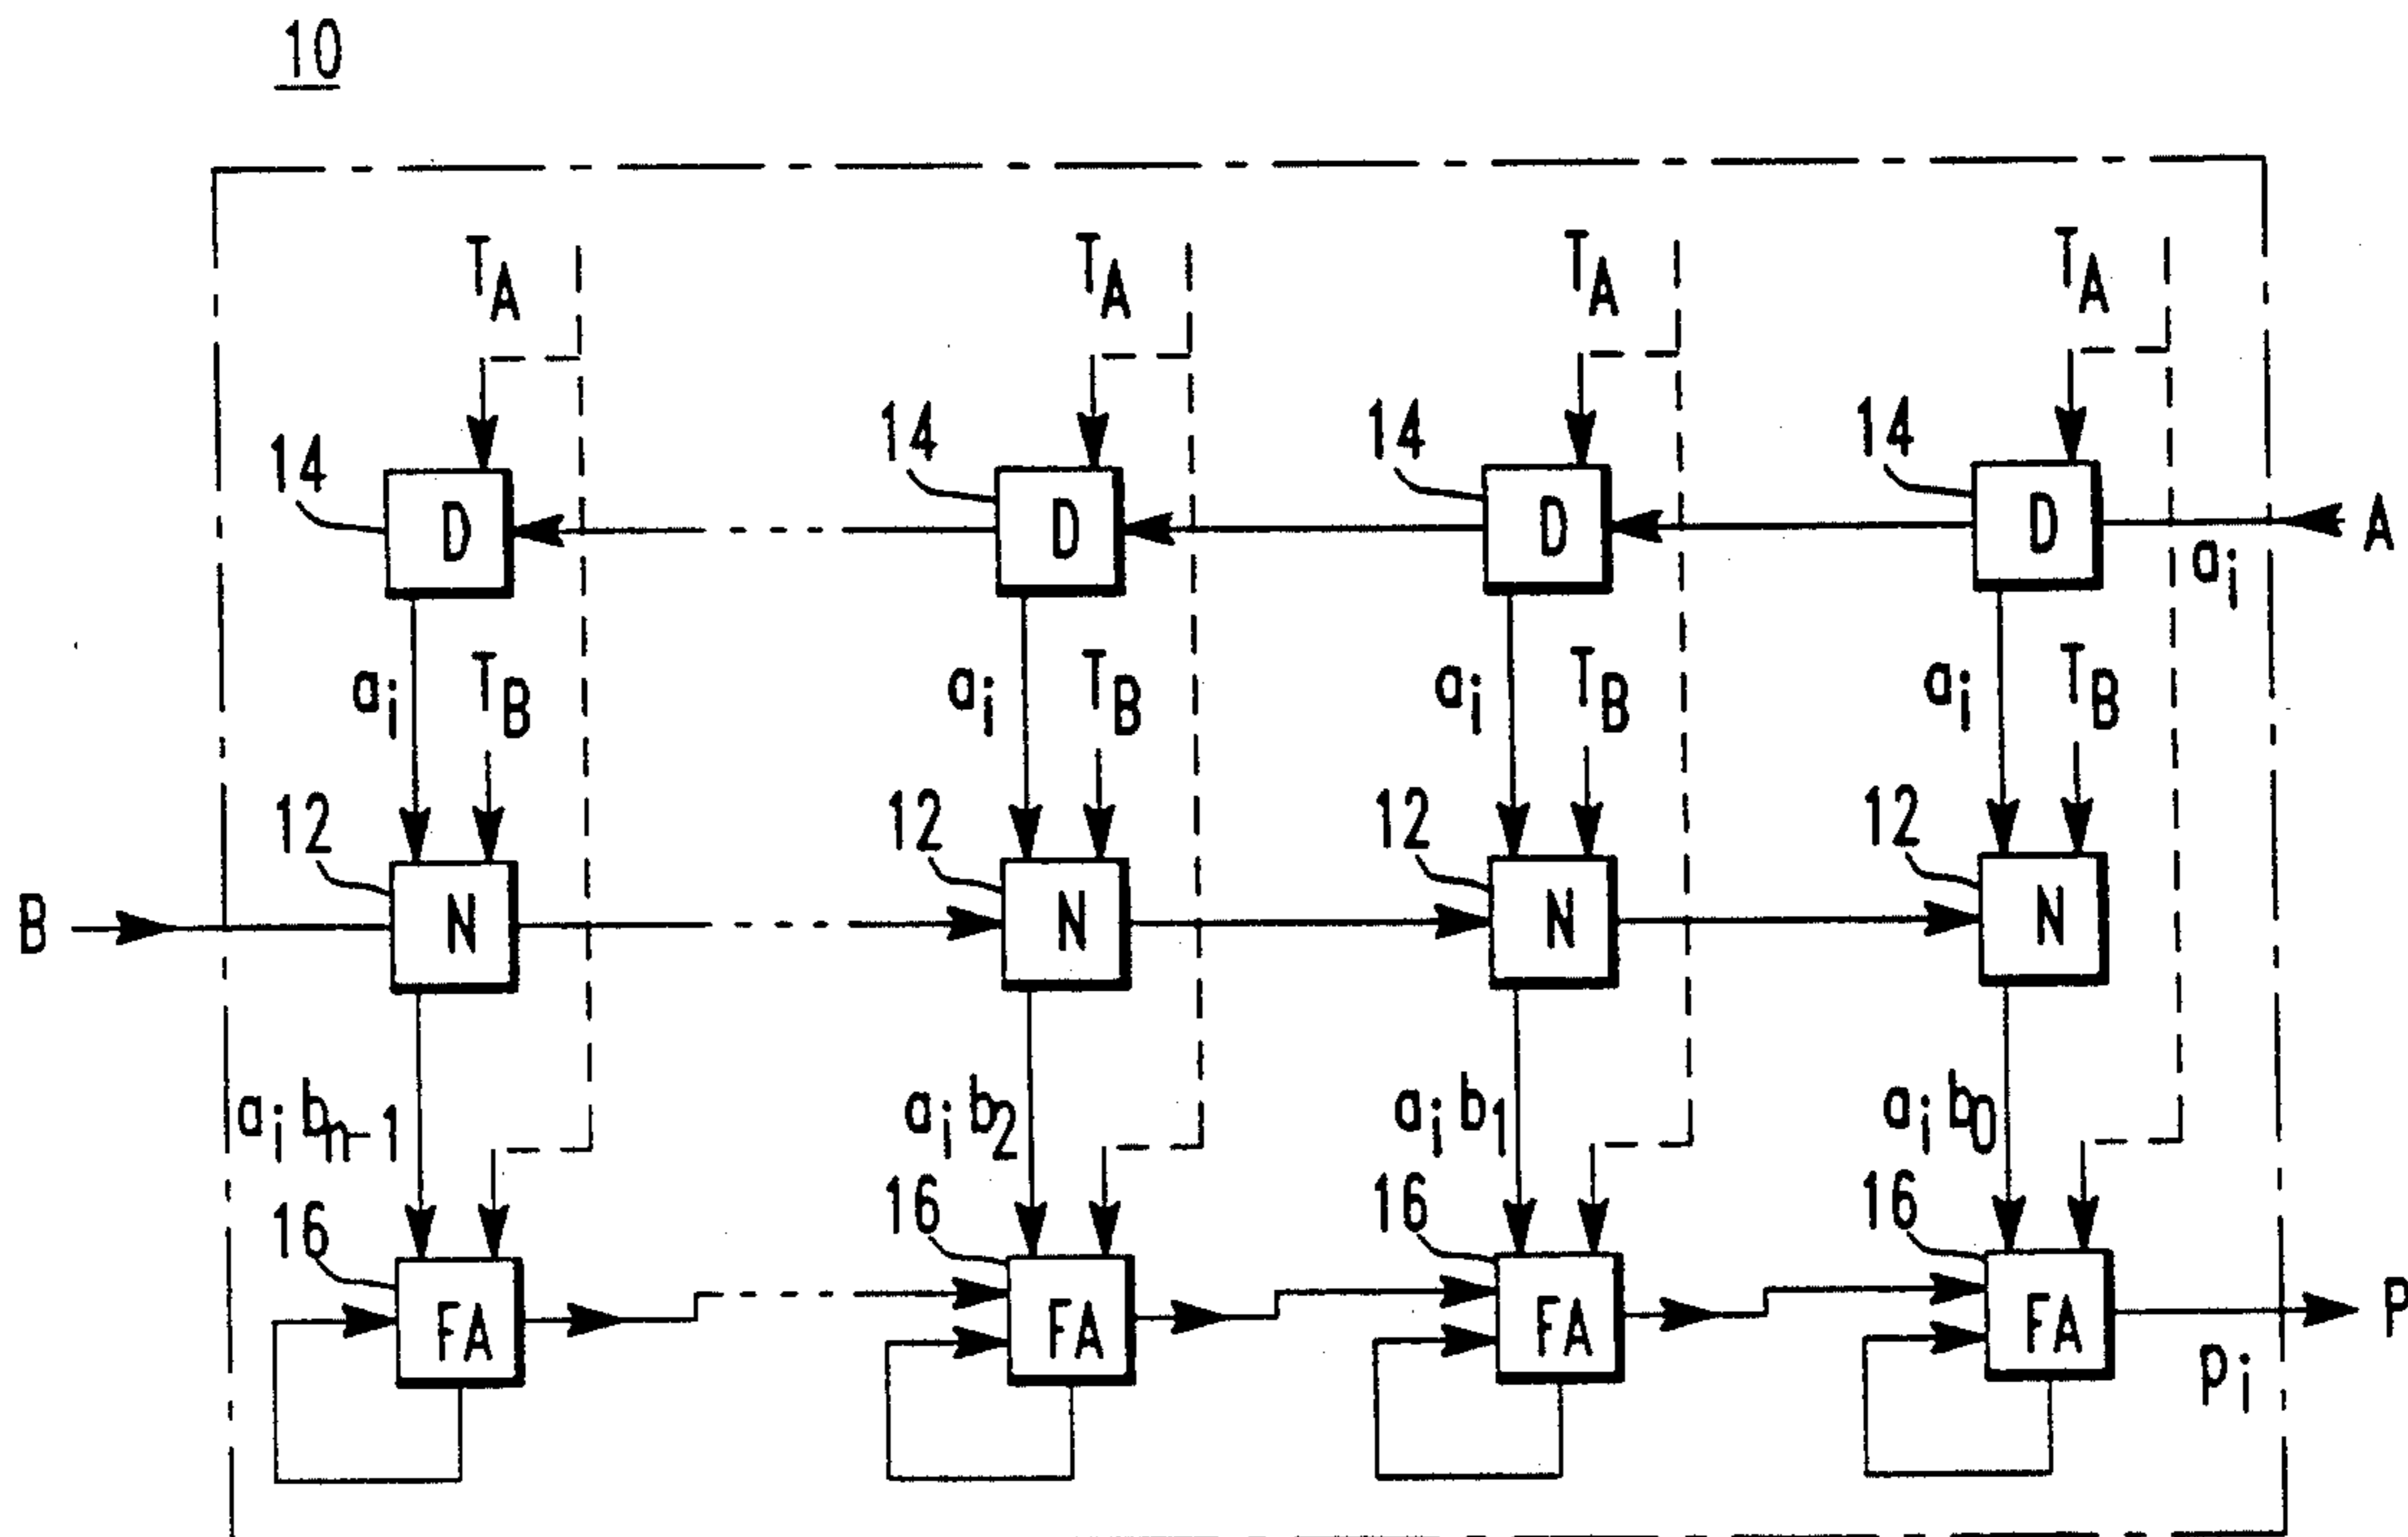 10
T_A T_A T_A T_A
14 14 14 14
D D D D A
a_i
a_i T_B a_i T_B a_i T_B a_i T_B
12 12 12 12
B N N N N
a_i b_{n-1} a_i b_2 a_i b_1 a_i b_0
16 16 16 16
FA FA FA FA P
p_i